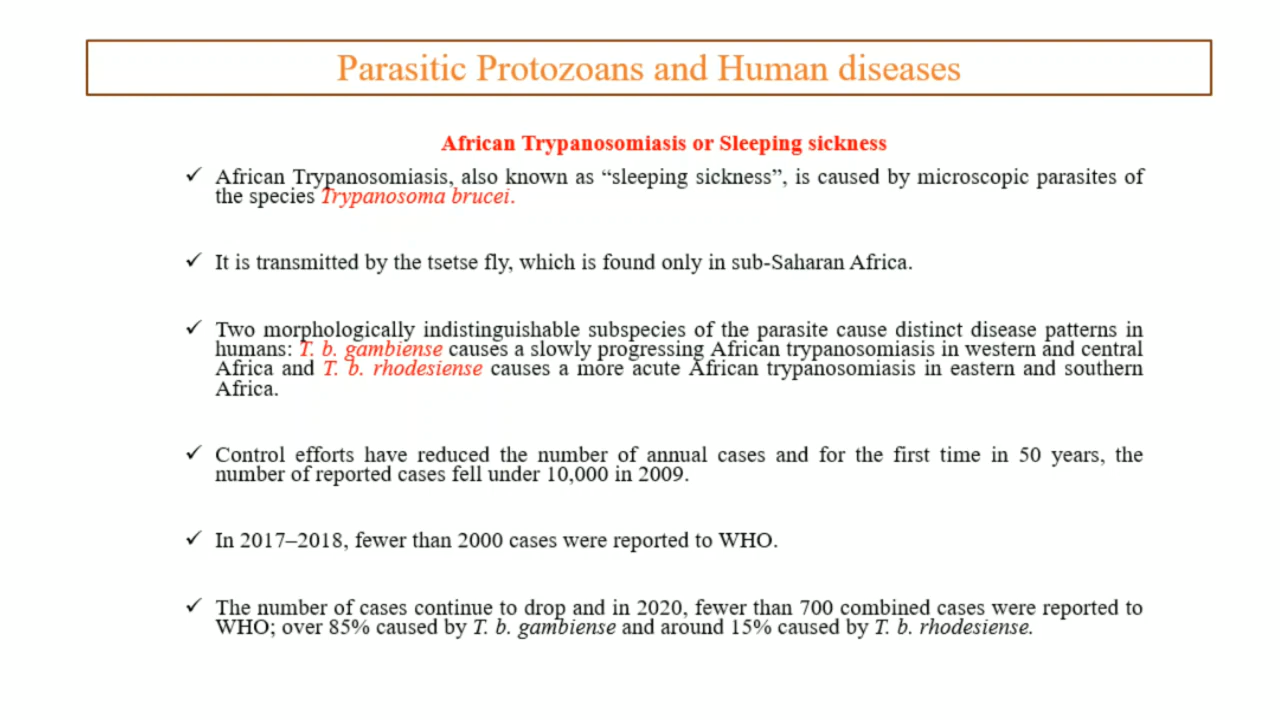 Parasitic Protozoans and Human diseases
African Trypanosomiasis or Sleeping sickness
✓ African Trypanosomiasis, also known as “sleeping sickness”, is caused by microscopic parasites of
the species Trypanosoma brucei.
✓ It is transmitted by the tsetse fly, which is found only in sub-Saharan Africa.
✓ Two morphologically indistinguishable subspecies of the parasite cause distinct disease patterns in
humans: T. b. gambiense causes a slowly progressing African trypanosomiasis in western and central
Africa and T. b. rhodesiense causes a more acute African trypanosomiasis in eastern and southern
Africa.
✓ Control efforts have reduced the number of annual cases and for the first time in 50 years, the
number of reported cases fell under 10,000 in 2009.
✓ In 2017–2018, fewer than 2000 cases were reported to WHO.
✓ The number of cases continue to drop and in 2020, fewer than 700 combined cases were reported to
WHO; over 85% caused by T. b. gambiense and around 15% caused by T. b. rhodesiense.